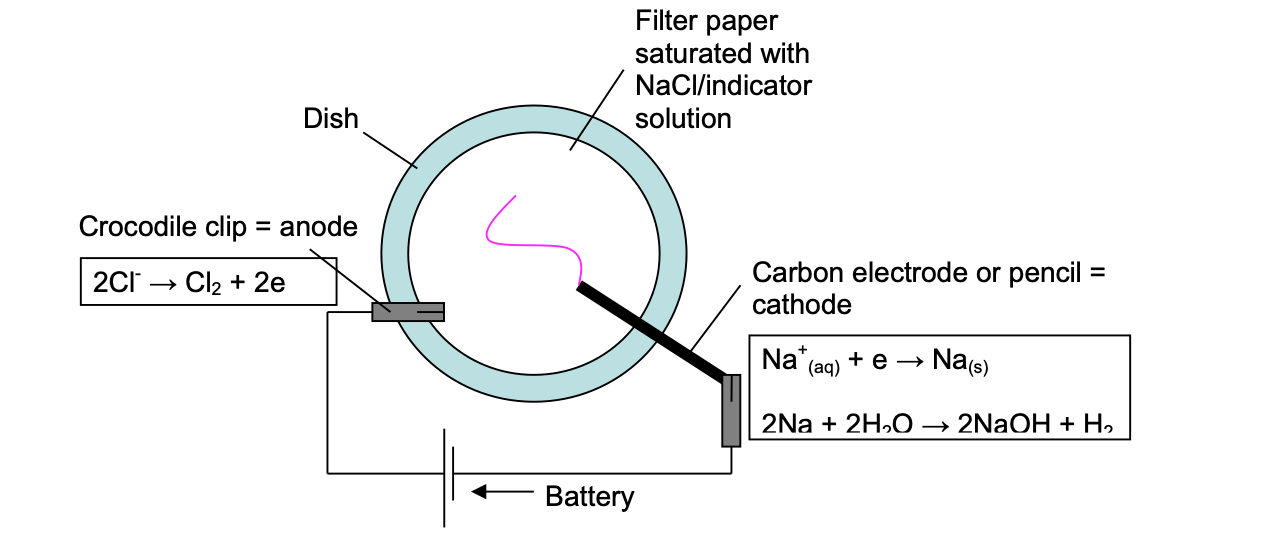 Filter paper
saturated with
NaCl/indicator
solution
Dish
Crocodile clip = anode
2Cl⁻ → Cl₂ + 2e
Carbon electrode or pencil =
cathode
Na⁺(aq) + e → Na(s)
2Na + 2H₂O → 2NaOH + H₂
Battery